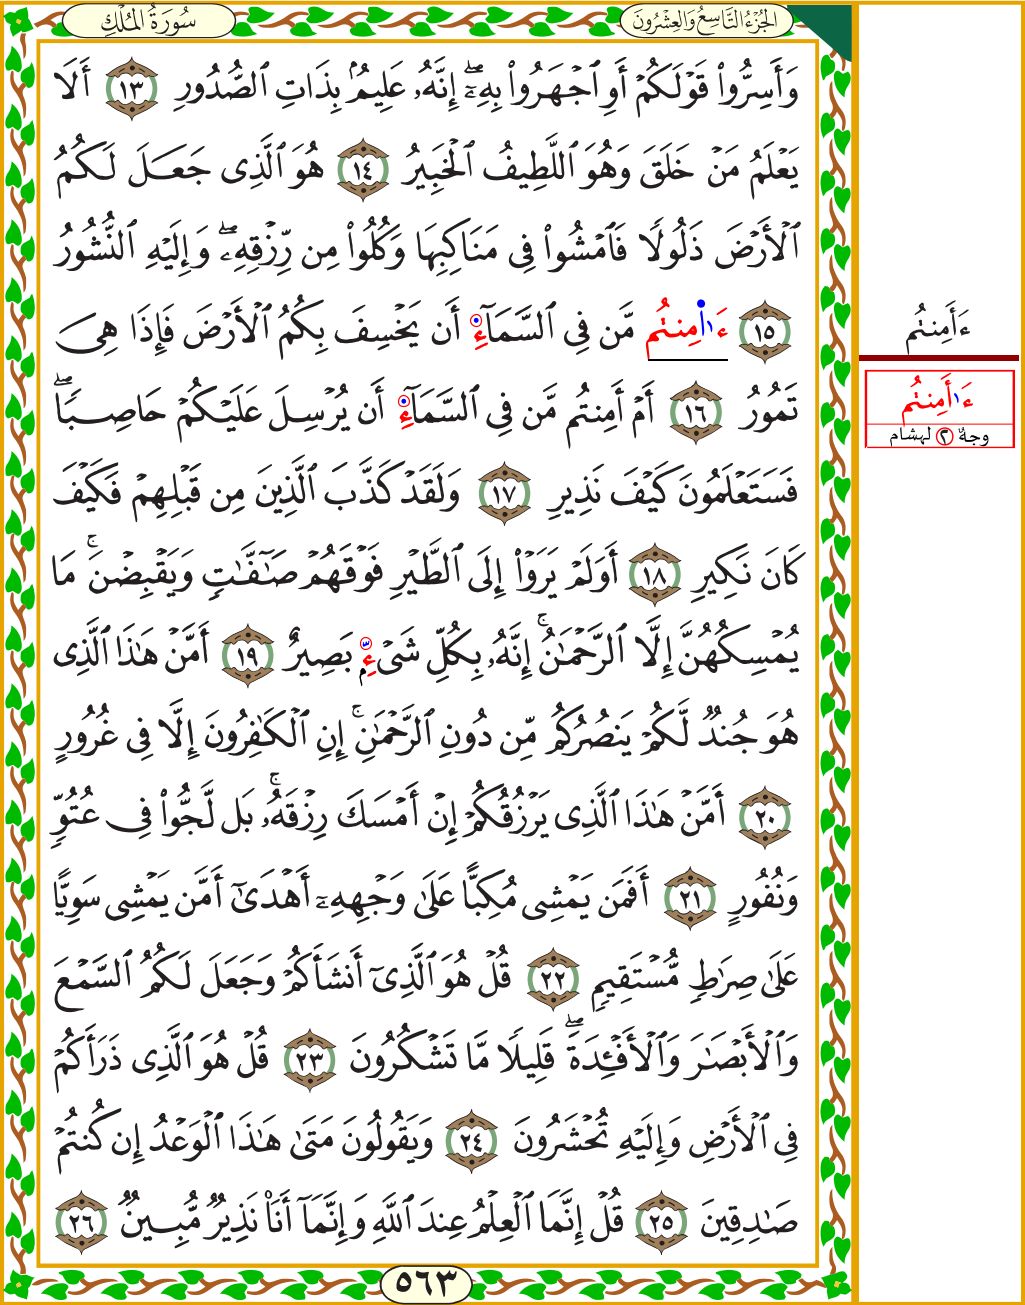 سُورَةُ المُلْكِ
الجُزْءُ التَّاسِعُ وَالعِشْرُونَ
وَأَسِرُّوا۟ قَوْلَكُمْ أَوِ ٱجْهَرُوا۟ بِهِۦٓۖ إِنَّهُۥ عَلِيمُۢ بِذَاتِ ٱلصُّدُورِ ١٣ أَلَا
يَعْلَمُ مَنْ خَلَقَ وَهُوَ ٱللَّطِيفُ ٱلْخَبِيرُ ١٤ هُوَ ٱلَّذِى جَعَلَ لَكُمُ
ٱلْأَرْضَ ذَلُولًا فَٱمْشُوا۟ فِى مَنَاكِبِهَا وَكُلُوا۟ مِن رِّزْقِهِۦۖ وَإِلَيْهِ ٱلنُّشُورُ
١٥ ءَا۬مِنتُم مَّن فِى ٱلسَّمَآءِ أَن يَخْسِفَ بِكُمُ ٱلْأَرْضَ فَإِذَا هِىَ
تَمُورُ ١٦ أَمْ أَمِنتُم مَّن فِى ٱلسَّمَآءِ أَن يُرْسِلَ عَلَيْكُمْ حَاصِبًاۖ
فَسَتَعْلَمُونَ كَيْفَ نَذِيرِ ١٧ وَلَقَدْ كَذَّبَ ٱلَّذِينَ مِن قَبْلِهِمْ فَكَيْفَ
كَانَ نَكِيرِ ١٨ أَوَلَمْ يَرَوْا۟ إِلَى ٱلطَّيْرِ فَوْقَهُمْ صَٰٓفَّٰتٍ وَيَقْبِضْنَۚ مَا
يُمْسِكُهُنَّ إِلَّا ٱلرَّحْمَٰنُۚ إِنَّهُۥ بِكُلِّ شَىْءٍۭ بَصِيرٌ ١٩ أَمَّنْ هَٰذَا ٱلَّذِى
هُوَ جُندٌ لَّكُمْ يَنصُرُكُم مِّن دُونِ ٱلرَّحْمَٰنِۚ إِنِ ٱلْكَٰفِرُونَ إِلَّا فِى غُرُورٍ
٢٠ أَمَّنْ هَٰذَا ٱلَّذِى يَرْزُقُكُمْ إِنْ أَمْسَكَ رِزْقَهُۥۚ بَل لَّجُّوا۟ فِى عُتُوٍّ
وَنُفُورٍ ٢١ أَفَمَن يَمْشِى مُكِبًّا عَلَىٰ وَجْهِهِۦٓ أَهْدَىٰٓ أَمَّن يَمْشِى سَوِيًّا
عَلَىٰ صِرَٰطٍ مُّسْتَقِيمٍ ٢٢ قُلْ هُوَ ٱلَّذِىٓ أَنشَأَكُمْ وَجَعَلَ لَكُمُ ٱلسَّمْعَ
وَٱلْأَبْصَٰرَ وَٱلْأَفْـِٔدَةَۖ قَلِيلًا مَّا تَشْكُرُونَ ٢٣ قُلْ هُوَ ٱلَّذِى ذَرَأَكُمْ
فِى ٱلْأَرْضِ وَإِلَيْهِ تُحْشَرُونَ ٢٤ وَيَقُولُونَ مَتَىٰ هَٰذَا ٱلْوَعْدُ إِن كُنتُمْ
صَٰدِقِينَ ٢٥ قُلْ إِنَّمَا ٱلْعِلْمُ عِندَ ٱللَّهِ وَإِنَّمَآ أَنَا۠ نَذِيرٌ مُّبِينٌ ٢٦
٥٦٣
ءَأَمِنتُم
ءَاأَمِنتُم
وجهٌ ٢ لهشام